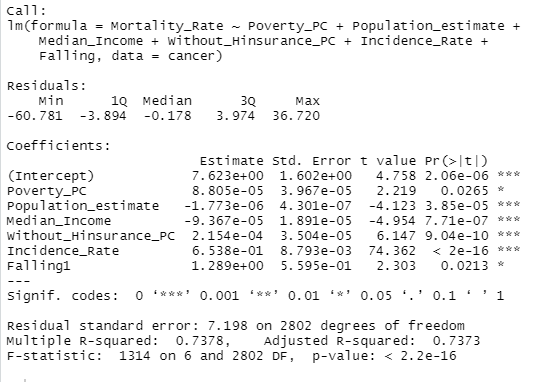 Call:
lm(formula = Mortality_Rate ~ Poverty_PC + Population_estimate +
    Median_Income + Without_Hinsurance_PC + Incidence_Rate +
    Falling, data = cancer)
Residuals:
    Min      1Q  Median      3Q     Max
-60.781  -3.894  -0.178   3.974  36.720
Coefficients:
                        Estimate Std. Error t value Pr(>|t|)
(Intercept)            7.623e+00  1.602e+00   4.758 2.06e-06 ***
Poverty_PC             8.805e-05  3.967e-05   2.219   0.0265 *
Population_estimate   -1.773e-06  4.301e-07  -4.123 3.85e-05 ***
Median_Income         -9.367e-05  1.891e-05  -4.954 7.71e-07 ***
Without_Hinsurance_PC  2.154e-04  3.504e-05   6.147 9.04e-10 ***
Incidence_Rate         6.538e-01  8.793e-03  74.362  < 2e-16 ***
Falling1               1.289e+00  5.595e-01   2.303   0.0213 *
---
Signif. codes:  0 ‘***’ 0.001 ‘**’ 0.01 ‘*’ 0.05 ‘.’ 0.1 ‘ ’ 1
Residual standard error: 7.198 on 2802 degrees of freedom
Multiple R-squared:  0.7378,    Adjusted R-squared:  0.7373
F-statistic:  1314 on 6 and 2802 DF,  p-value: < 2.2e-16